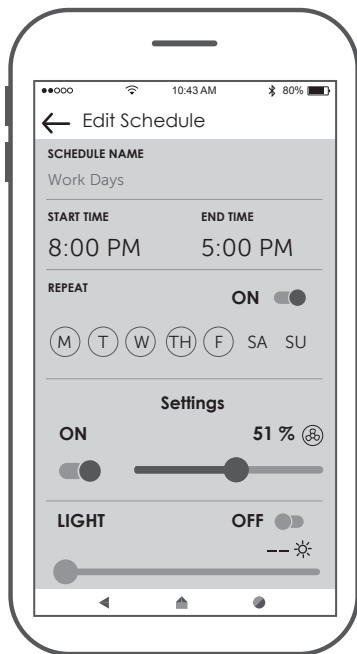 10:43 AM 80%
Edit Schedule
SCHEDULE NAME
Work Days
START TIME END TIME
8:00 PM 5:00 PM
REPEAT
ON
M T W TH F SA SU
Settings
ON 51 %
LIGHT OFF
--